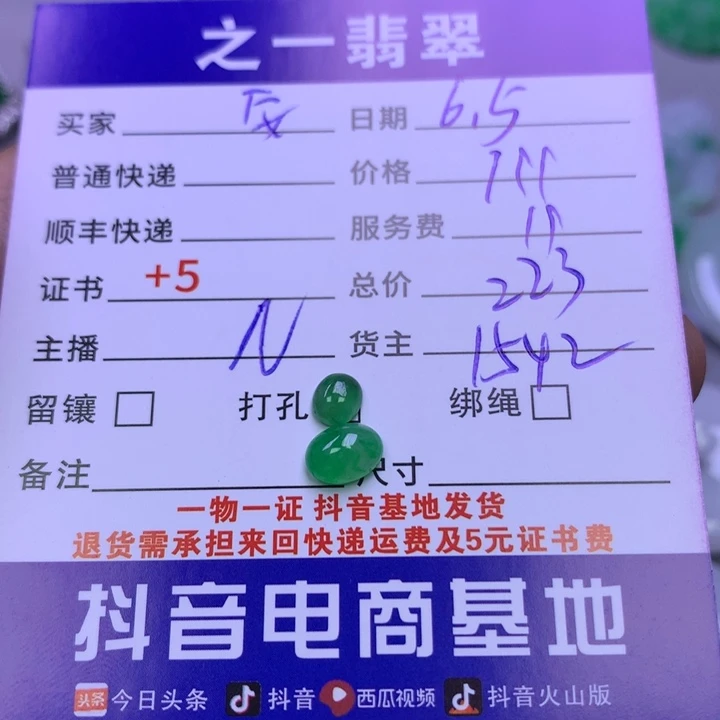 之一翡翠
买家 日期 6.5
普通快递 价格 111
顺丰快递 服务费 11
证书 +5 总价 223
主播 N 货主 1542
留镶 打孔 绑绳
备注 尺寸
一物一证 抖音基地发货
退货需承担来回快递运费及5元证书费
抖音电商基地
头条 今日头条 抖音 西瓜视频 抖音火山版